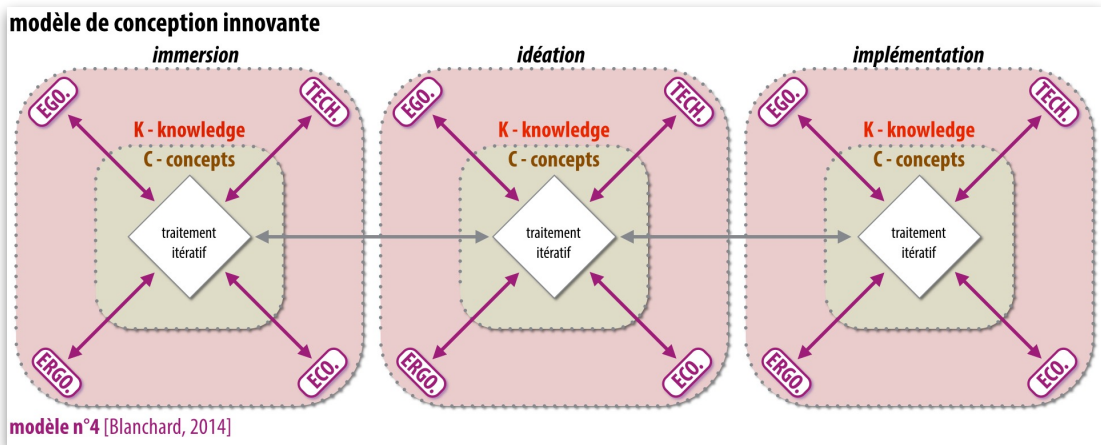 modèle de conception innovante
immersion
idéation
implémentation
EGO.
TECH.
EGO.
TECH.
EGO.
TECH.
K - knowledge
K - knowledge
K - knowledge
C - concepts
C - concepts
C - concepts
traitement
itératif
traitement
itératif
traitement
itératif
ERGO.
ECO.
ERGO.
ECO.
ERGO.
ECO.
modèle n°4 [Blanchard, 2014]